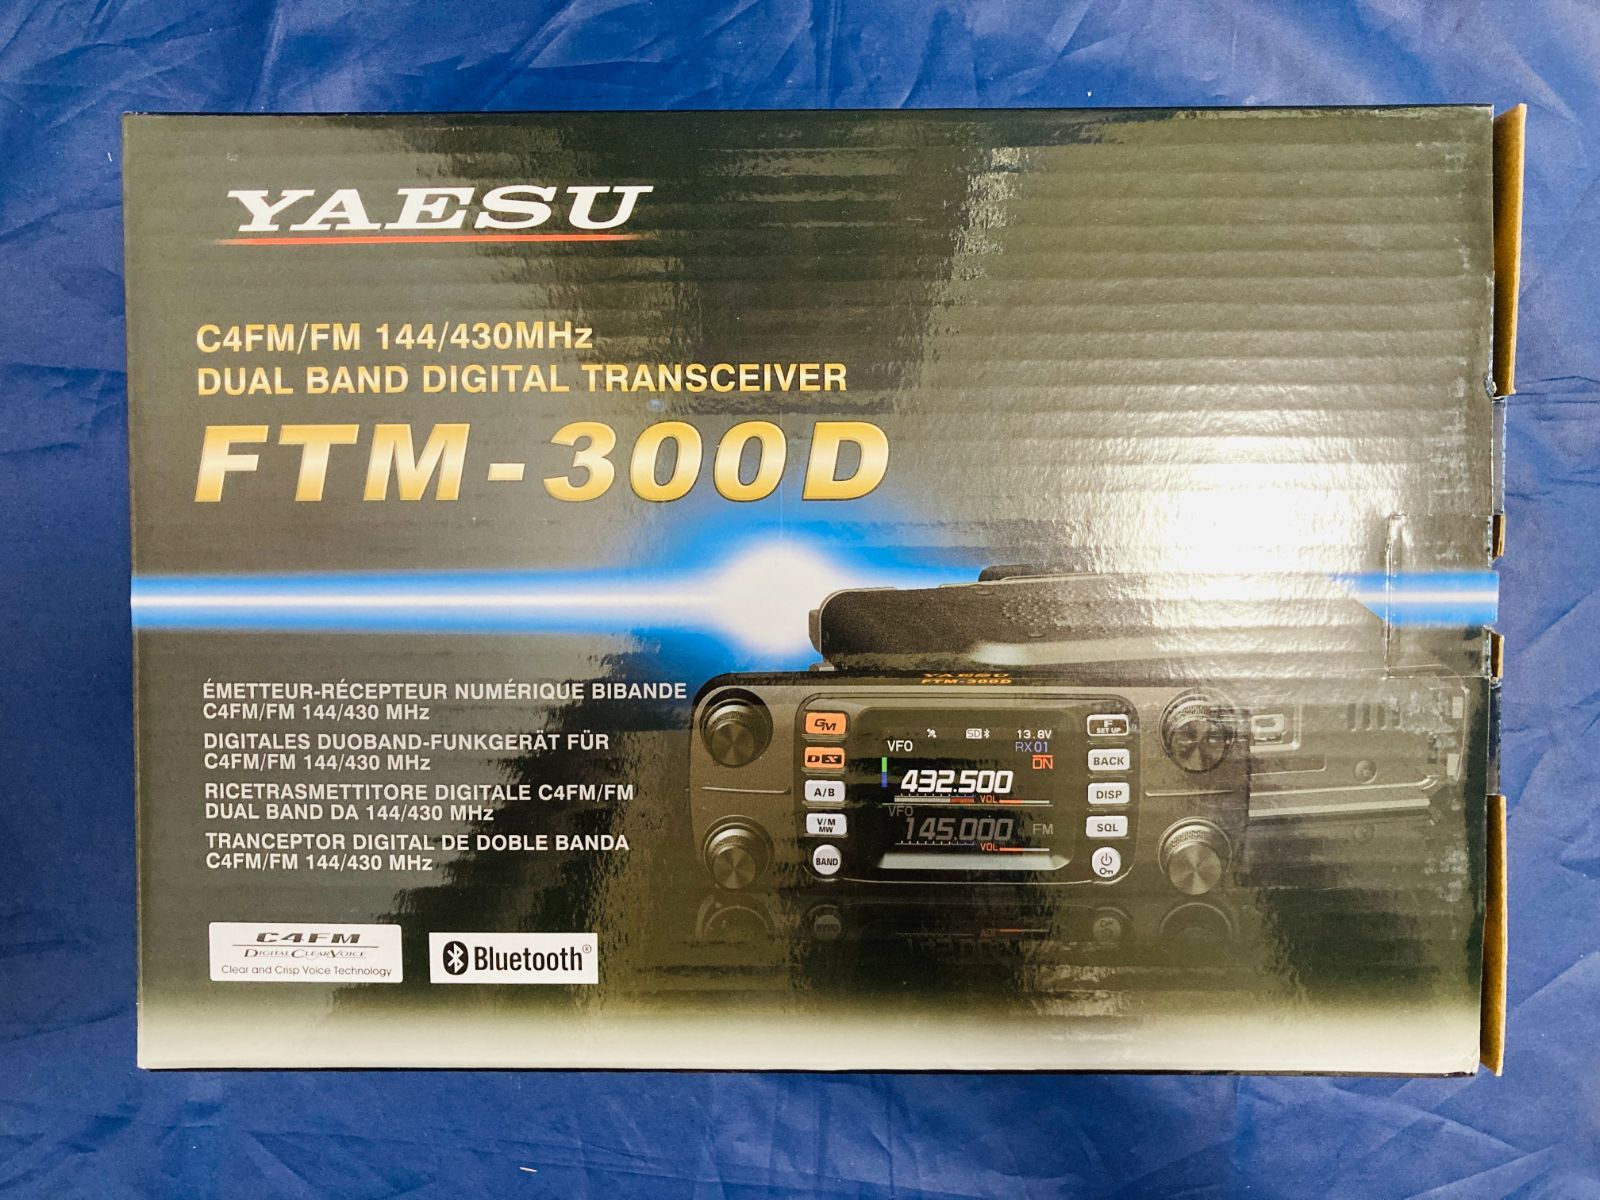 YAESU
C4FM/FM 144/430MHz
DUAL BAND DIGITAL TRANSCEIVER
FTM-300D
ÉMETTEUR-RÉCEPTEUR NUMÉRIQUE BIBANDE
C4FM/FM 144/430 MHz
DIGITALES DUOBAND-FUNKGERÄT FÜR
C4FM/FM 144/430 MHz
RICETRASMETTITORE DIGITALE C4FM/FM
DUAL BAND DA 144/430 MHz
TRANCEPTOR DIGITAL DE DOBLE BANDA
C4FM/FM 144/430 MHz
C4FM
DIGITAL CLEAR VOICE
Clear and Crisp Voice Technology
Bluetooth®
YAESU
FTM-300D
GM
DX
A/B
V/M
MW
BAND
SD
13.8V
VFO
RX01
DN
432.500
VOL
VFO
145.000 FM
VOL
F
SET UP
BACK
DISP
SQL